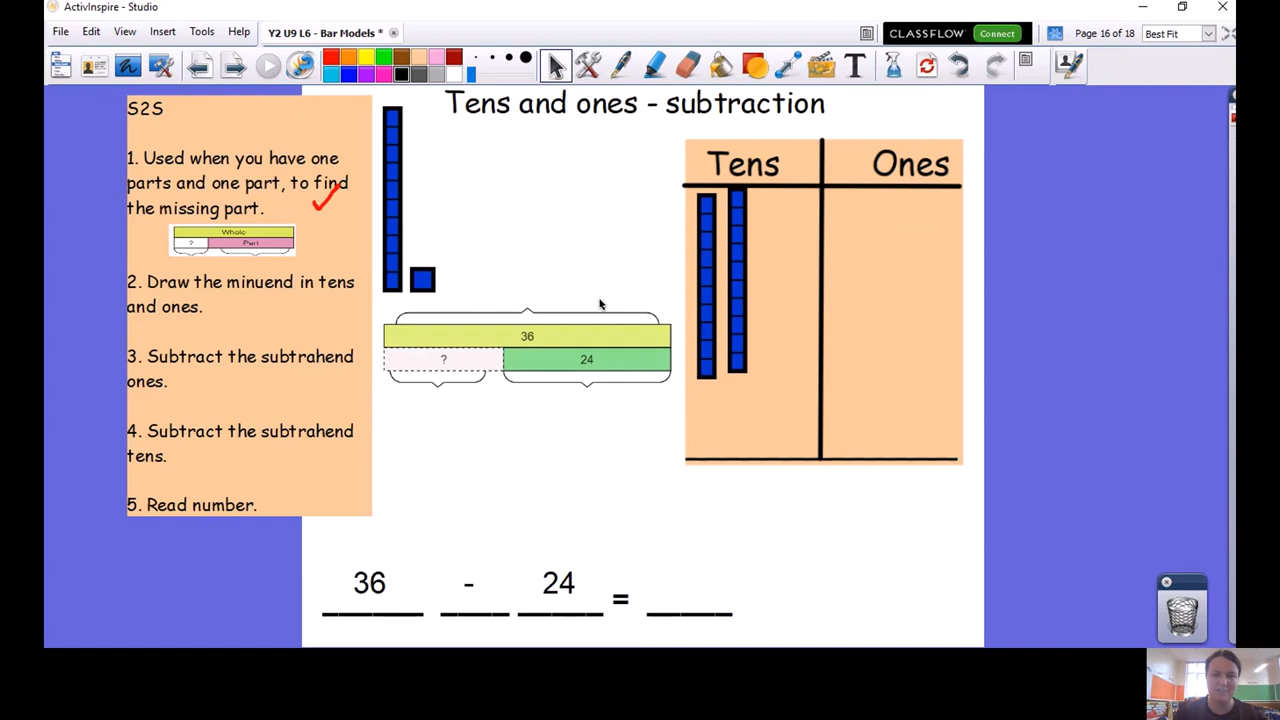 ActivInspire - Studio
File Edit View Insert Tools Help
Y2 U9 L6 - Bar Models *
CLASSFLOW Connect
Page 16 of 18
Best Fit
T
Tens and ones - subtraction
S2S
1. Used when you have one
parts and one part, to find
the missing part.
Whole
? Part
2. Draw the minuend in tens
and ones.
3. Subtract the subtrahend
ones.
4. Subtract the subtrahend
tens.
5. Read number.
36
? 24
Tens Ones
36 - 24 = _____